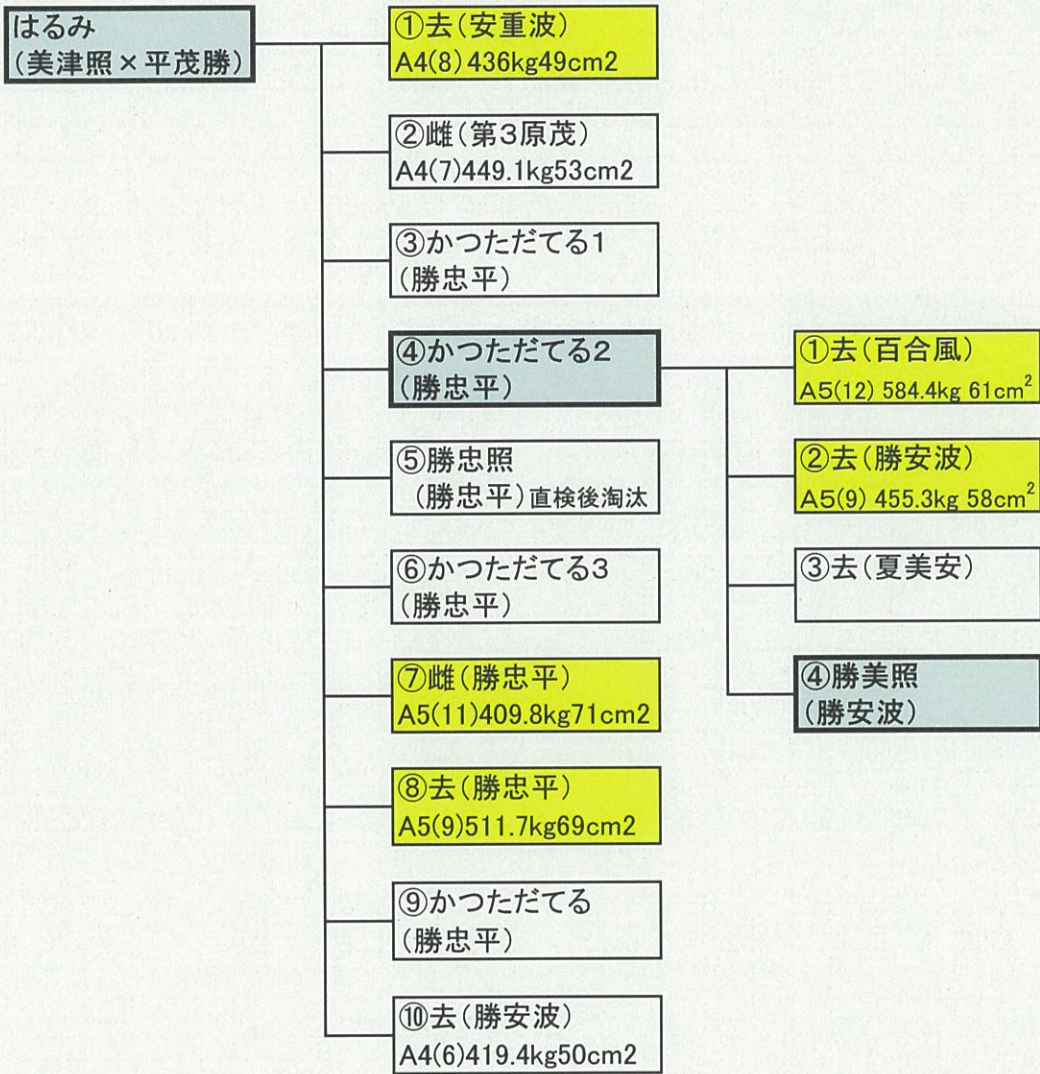 はるみ
(美津照×平茂勝)
①去(安重波)
A4(8)436kg49cm2
②雌(第3原茂)
A4(7)449.1kg53cm2
③かつただてる1
(勝忠平)
④かつただてる2
(勝忠平)
⑤勝忠照
(勝忠平)直検後淘汰
⑥かつただてる3
(勝忠平)
⑦雌(勝忠平)
A5(11)409.8kg71cm2
⑧去(勝忠平)
A5(9)511.7kg69cm2
⑨かつただてる
(勝忠平)
⑩去(勝安波)
A4(6)419.4kg50cm2
①去(百合風)
A5(12) 584.4kg 61cm²
②去(勝安波)
A5(9) 455.3kg 58cm²
③去(夏美安)
④勝美照
(勝安波)